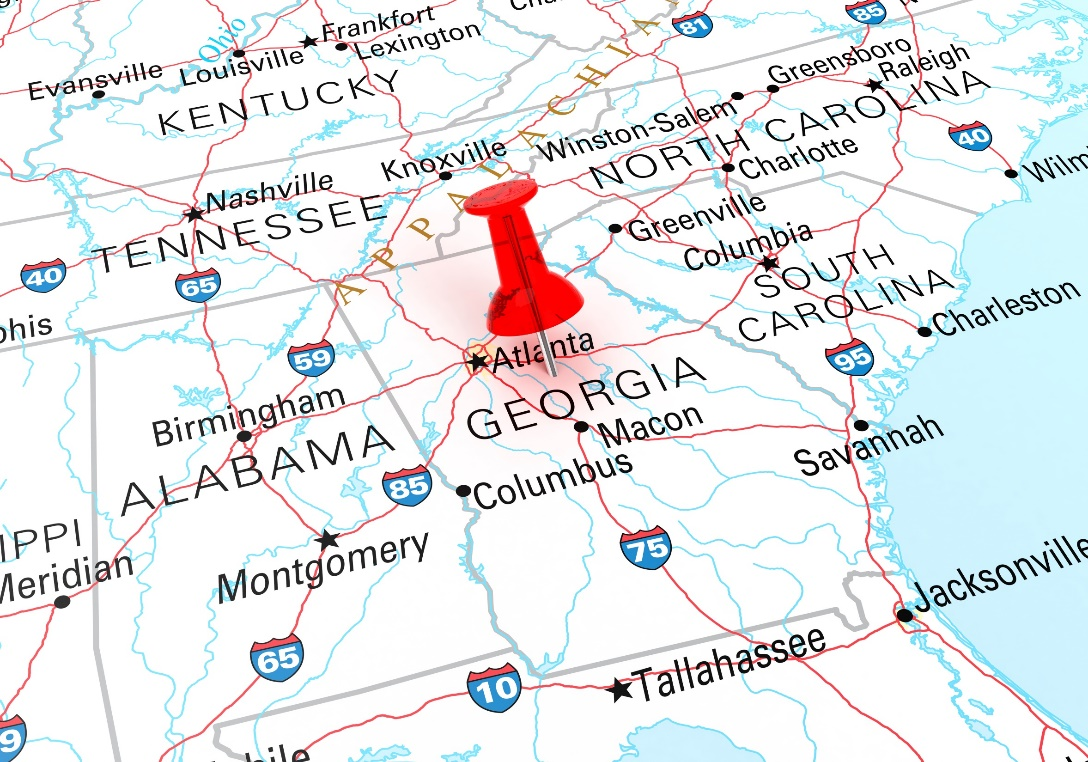 Ohio
Frankfort
Lexington
Louisville
Evansville
KENTUCKY
81
85
Greensboro
Raleigh
Winston-Salem
NORTH CAROLINA
40
Charlotte
Knoxville
APPALACHIA
Nashville
TENNESSEE
Greenville
Columbia
SOUTH
CAROLINA
Charleston
40
65
59
95
Atlanta
GEORGIA
Birmingham
ALABAMA
Macon
Savannah
85
Columbus
75
Montgomery
IPPI
Meridian
Jacksonville
65
10
Tallahassee